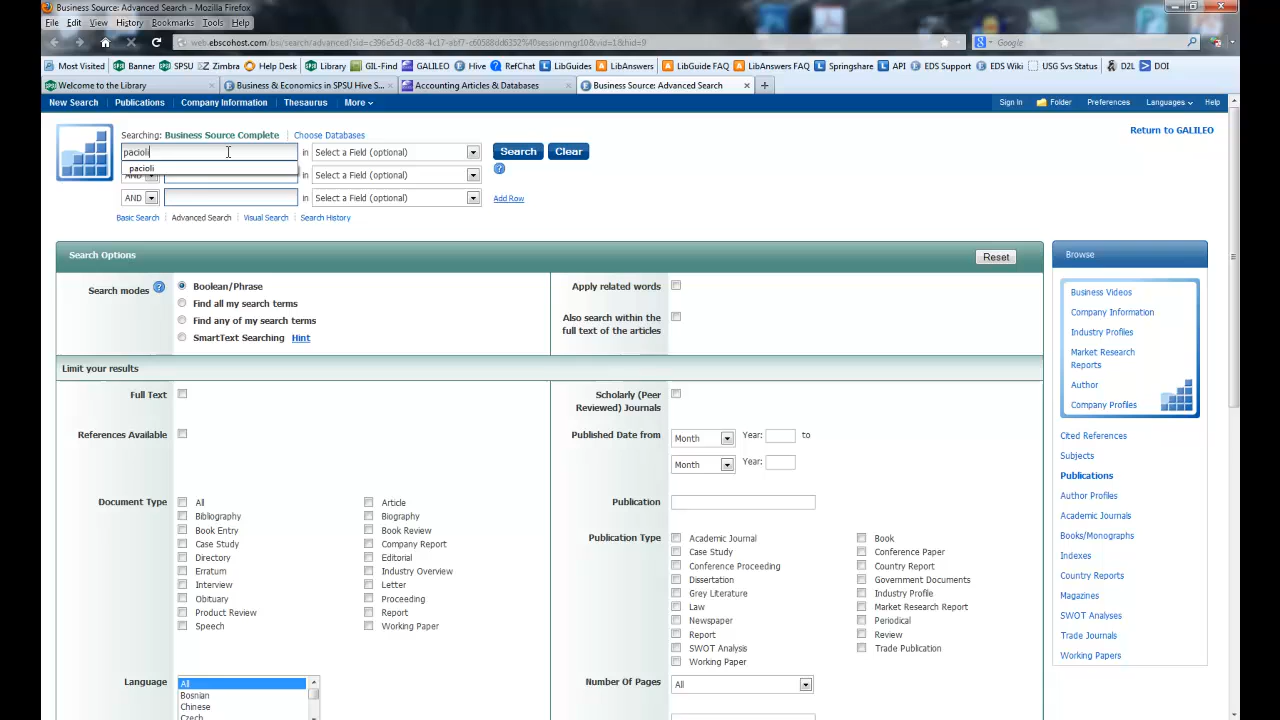 Business Source: Advanced Search - Mozilla Firefox
File Edit View History Bookmarks Tools Help
web.ebscohost.com/bsi/search/advanced?sid=c396e5d3-0c88-4c17-abf7-cf60588dd6352%40sessionmgr10&vid=1&hid=9
Google
Most Visited Banner SPSU Zimbra Help Desk Library GIL-Find GALILEO Hive RefChat LibGuides LibAnswers LibGuide FAQ LibAnswers FAQ Springshare API EDS Support EDS Wiki USG Svs Status D2L DOI
Welcome to the Library
Business & Economics in SPSU Hive S...
Accounting Articles & Databases
Business Source: Advanced Search
New Search Publications Company Information Thesaurus More Sign In Folder Preferences Languages Help
Searching: Business Source Complete Choose Databases
Return to GALILEO
pacioli in Select a Field (optional) Search Clear
pacioli
AND in Select a Field (optional)
AND in Select a Field (optional) Add Row
Basic Search Advanced Search Visual Search Search History
Search Options Reset
Browse
Search modes
Boolean/Phrase
Find all my search terms
Find any of my search terms
SmartText Searching Hint
Apply related words
Also search within the
full text of the articles
Business Videos
Company Information
Industry Profiles
Market Research
Reports
Author
Company Profiles
Limit your results
Full Text
Scholarly (Peer
Reviewed) Journals
References Available
Published Date from Month Year: to
Month Year:
Document Type
All Article
Bibliography Biography
Book Entry Book Review
Case Study Company Report
Directory Editorial
Erratum Industry Overview
Interview Letter
Obituary Proceeding
Product Review Report
Speech Working Paper
Publication
Publication Type
Academic Journal Book
Case Study Conference Paper
Conference Proceeding Country Report
Dissertation Government Documents
Grey Literature Industry Profile
Law Market Research Report
Newspaper Periodical
Report Review
SWOT Analysis Trade Publication
Working Paper
Cited References
Subjects
Publications
Author Profiles
Academic Journals
Books/Monographs
Indexes
Country Reports
Magazines
SWOT Analyses
Trade Journals
Working Papers
Language
All
Bosnian
Chinese
Czech
Number Of Pages All